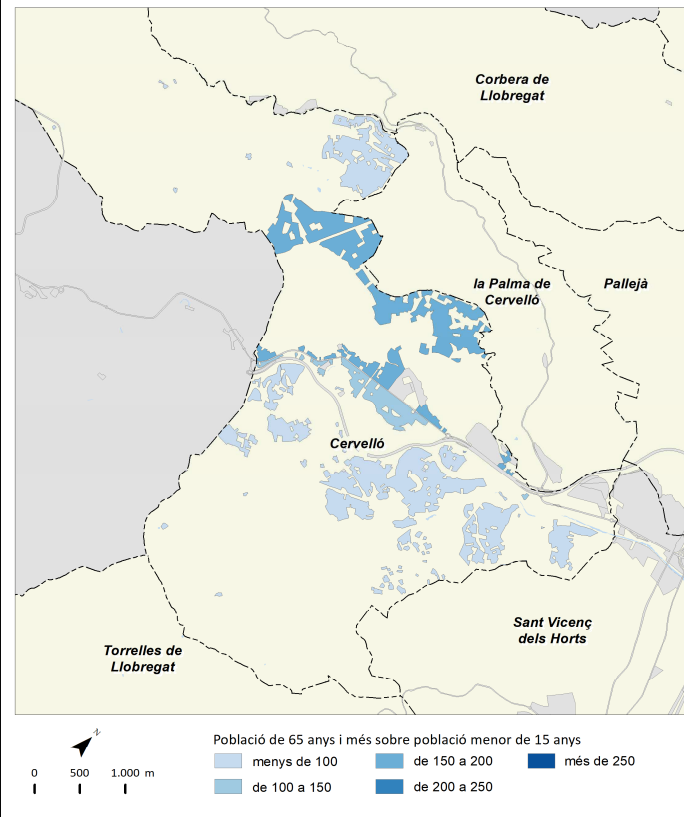 Corbera de
Llobregat
la Palma de
Cervelló
Pallejà
Cervelló
Sant Vicenç
dels Horts
Torrelles de
Llobregat
N
0 500 1.000 m
Població de 65 anys i més sobre població menor de 15 anys
menys de 100
de 150 a 200
més de 250
de 100 a 150
de 200 a 250